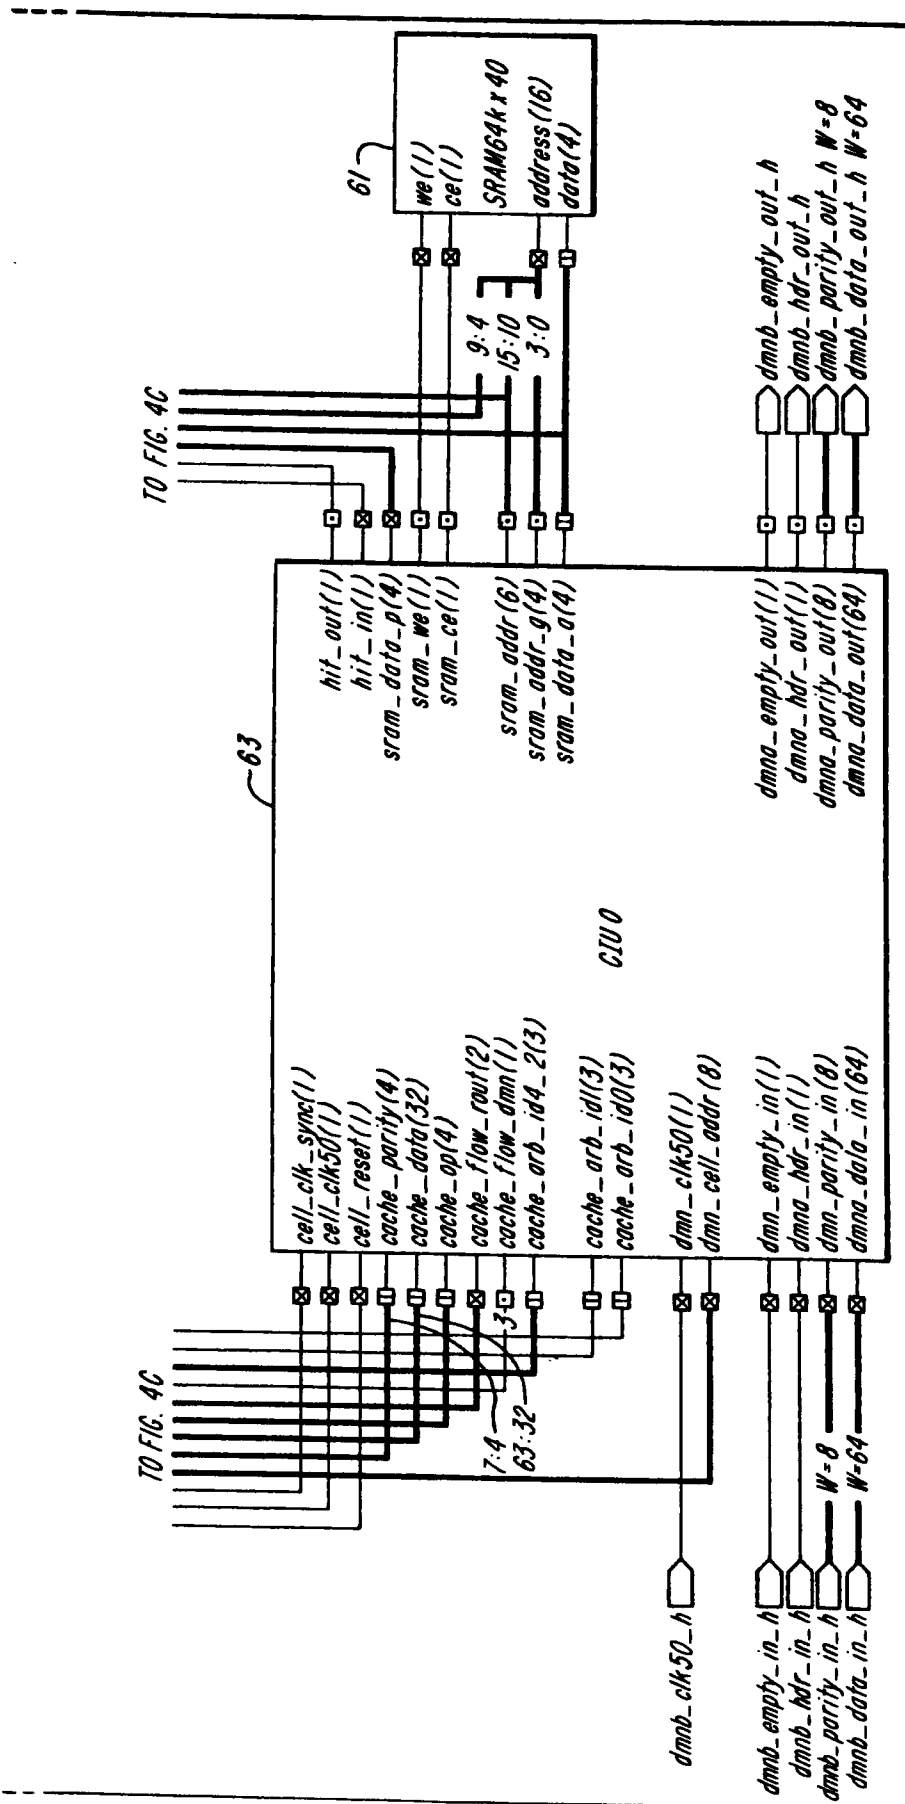 TO FIG. 4C
TO FIG. 4C
61
we(1)
ce(1)
SRAM64k x 40
address(16)
data(4)
9:4
15:10
3:0
63
hit_out(1)
hit_in(1)
sram_data_p(4)
sram_we(1)
sram_ce(1)
sram_addr(6)
sram_addr_g(4)
sram_data_a(4)
dmna_empty_out(1)
dmna_hdr_out(1)
dmna_parity_out(8)
dmna_data_out(64)
dmnb_empty_out_h
dmnb_hdr_out_h
dmnb_parity_out_h W=8
dmnb_data_out_h W=64
CIU 0
cell_clk_sync(1)
cell_clk50(1)
cell_reset(1)
cache_parity(4)
cache_data(32)
cache_op(4)
cache_flow_rout(2)
cache_flow_dmn(1)
cache_arb_id4_2(3)
cache_arb_id1(3)
cache_arb_id0(3)
dmn_clk50(1)
dmn_cell_addr(8)
dmn_empty_in(1)
dmna_hdr_in(1)
dmn_parity_in(8)
dmna_data_in(64)
3
7:4
63:32
dmnb_clk50_h
dmnb_empty_in_h
dmnb_hdr_in_h
dmnb_parity_in_h W=8
dmnb_data_in_h W=64